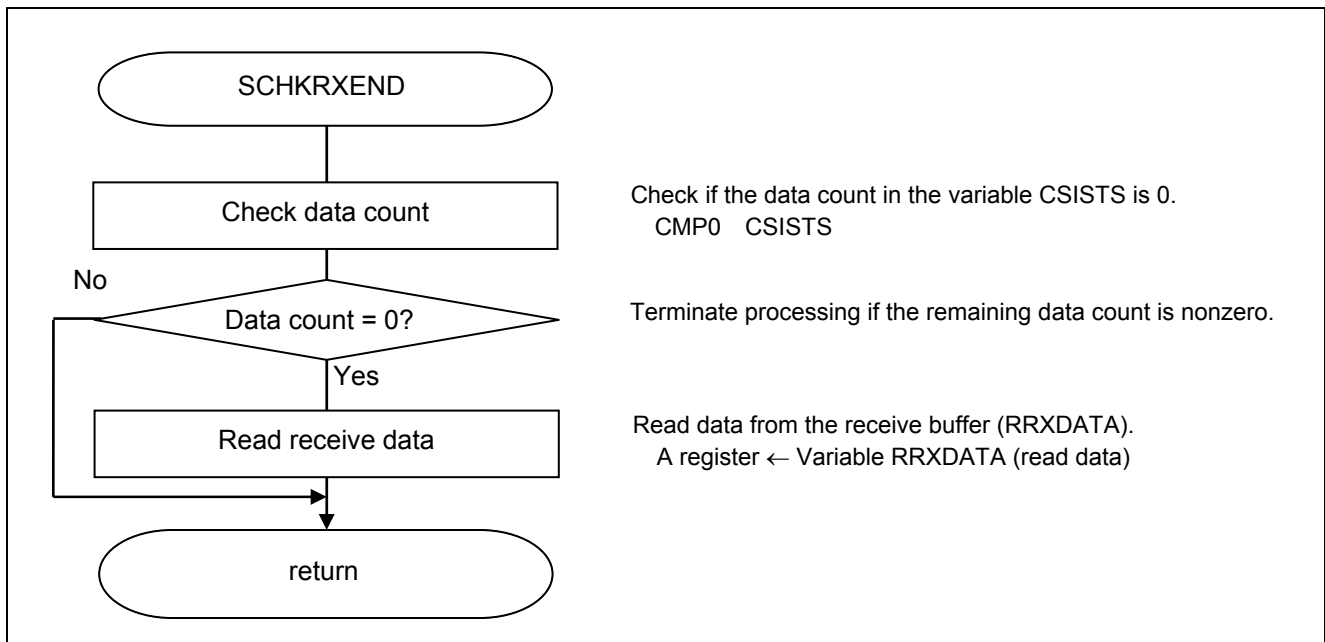 SCHKRXEND
Check data count
Check if the data count in the variable CSISTS is 0.
CMP0 CSISTS
No
Data count = 0?
Terminate processing if the remaining data count is nonzero.
Yes
Read receive data
Read data from the receive buffer (RRXDATA).
A register ← Variable RRXDATA (read data)
return